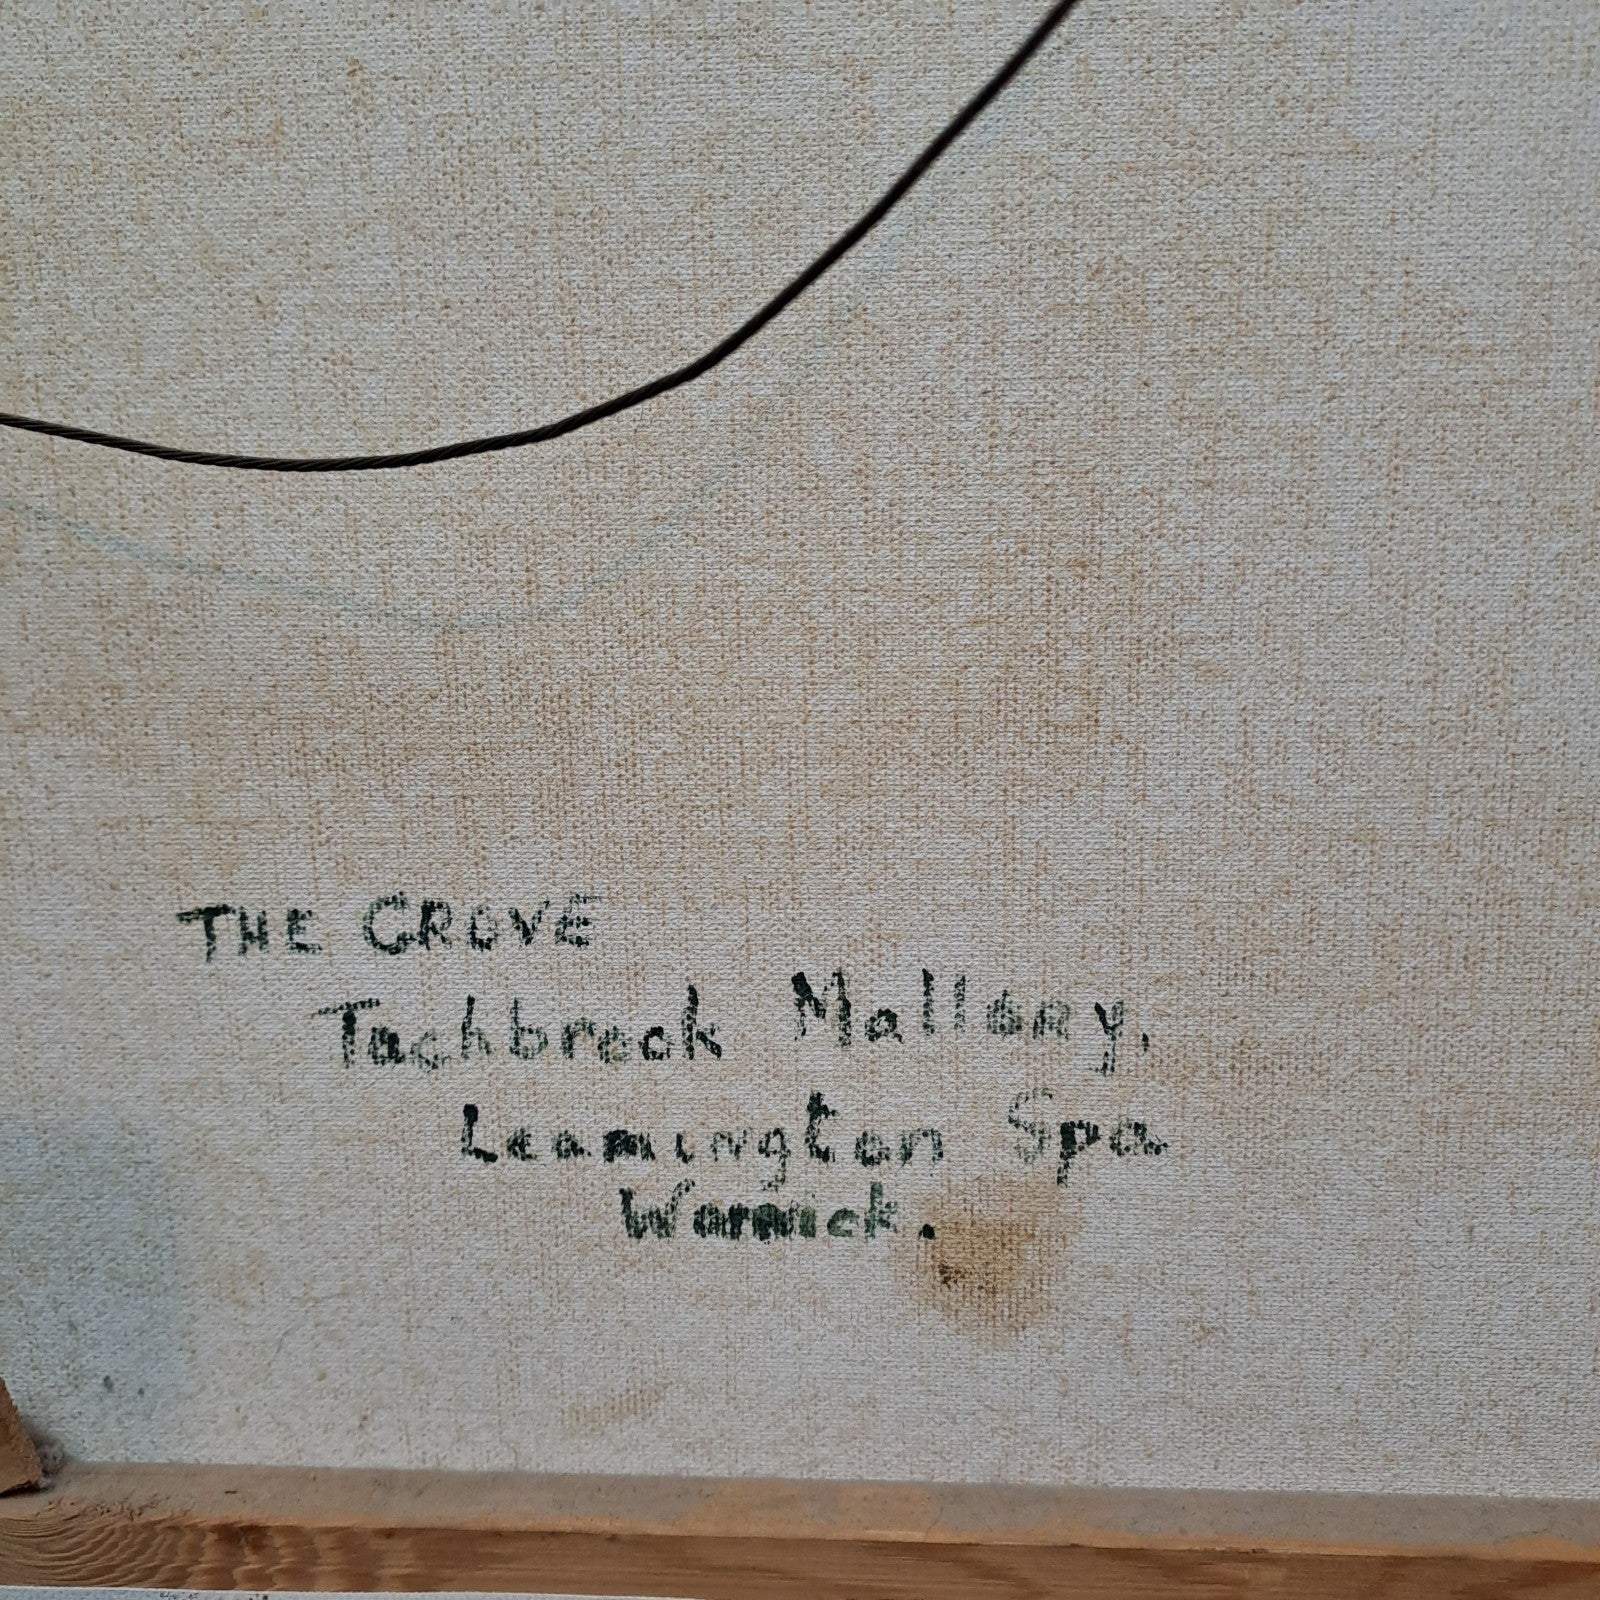 THE GROVE
Tachbrook Mallory,
Leamington Spa
Warwick.